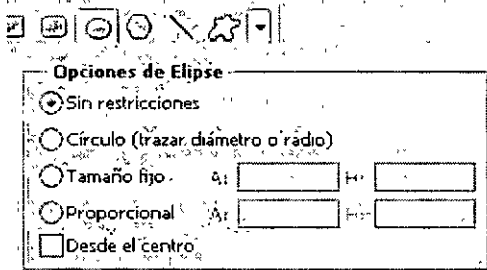 Opciones de Elipse
Sin restricciones
Círculo (trazar diámetro o radio)
Tamaño fijo
Proporcional
Desde el centro